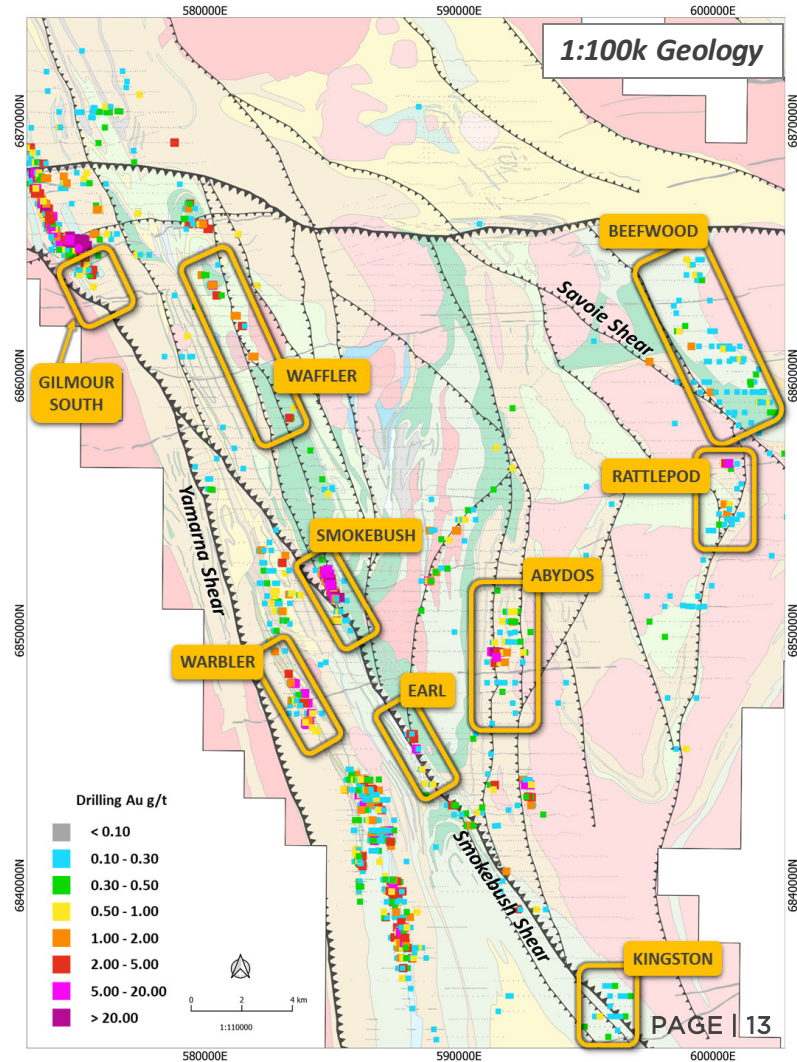 580000E
590000E
600000E
1:100k Geology
6870000N
6870000N
BEEFWOOD
Savoie Shear
GILMOUR
SOUTH
WAFFLER
6860000N
6860000N
RATTLEPOD
Yamarna Shear
SMOKEBUSH
ABYDOS
6850000N
6850000N
WARBLER
EARL
Drilling Au g/t
< 0.10
0.10 - 0.30
0.30 - 0.50
0.50 - 1.00
1.00 - 2.00
2.00 - 5.00
5.00 - 20.00
> 20.00
Smokebush Shear
6840000N
6840000N
KINGSTON
0 2 4 km
1:110000
PAGE | 13
580000E
590000E
600000E